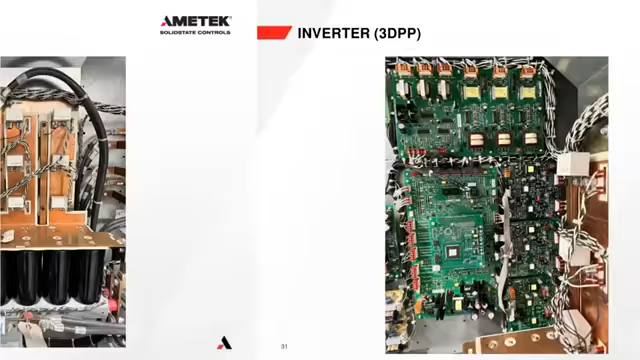 AMETEK®
SOLIDSTATE CONTROLS
INVERTER (3DPP)
31